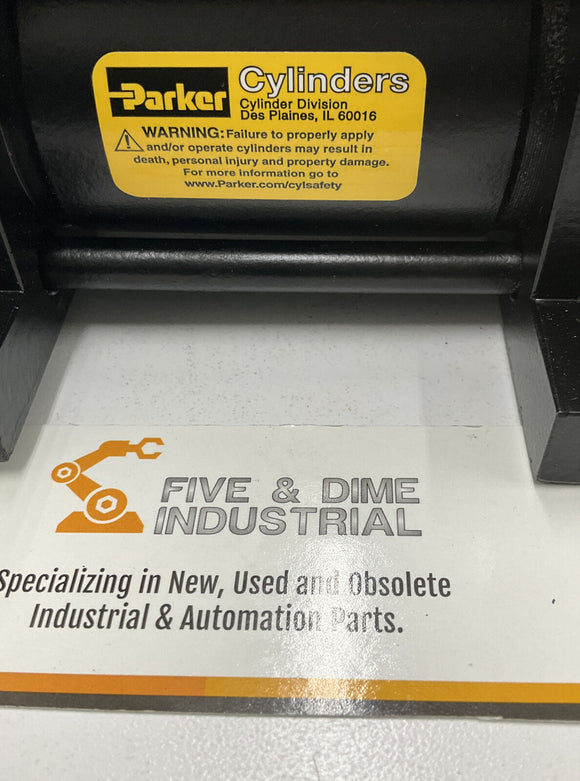 Parker
Cylinders
Cylinder Division
Des Plaines, IL 60016
WARNING: Failure to properly apply
and/or operate cylinders may result in
death, personal injury and property damage.
For more information go to
www.Parker.com/cylsafety
FIVE & DIME
INDUSTRIAL
Specializing in New, Used and Obsolete
Industrial & Automation Parts.